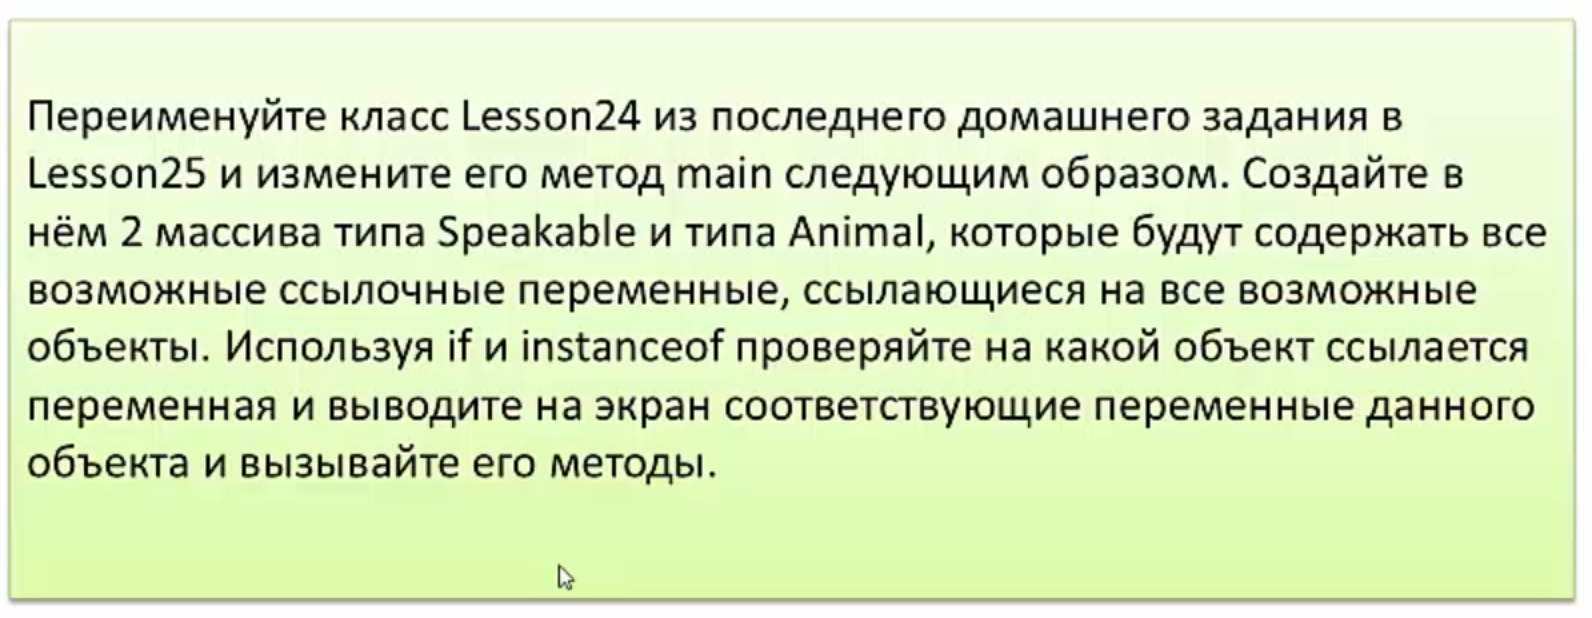 Переименуйте класс Lesson24 из последнего домашнего задания в
Lesson25 и измените его метод main следующим образом. Создайте в
нём 2 массива типа Speakable и типа Animal, которые будут содержать все
возможные ссылочные переменные, ссылающиеся на все возможные
объекты. Используя if и instanceof проверяйте на какой объект ссылается
переменная и выводите на экран соответствующие переменные данного
объекта и вызывайте его методы.